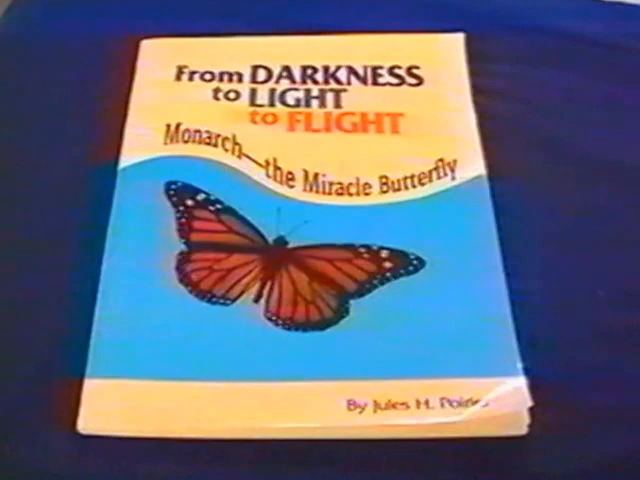 From DARKNESS
to LIGHT
to FLIGHT
Monarch—the Miracle Butterfly
By Jules H. Poirier